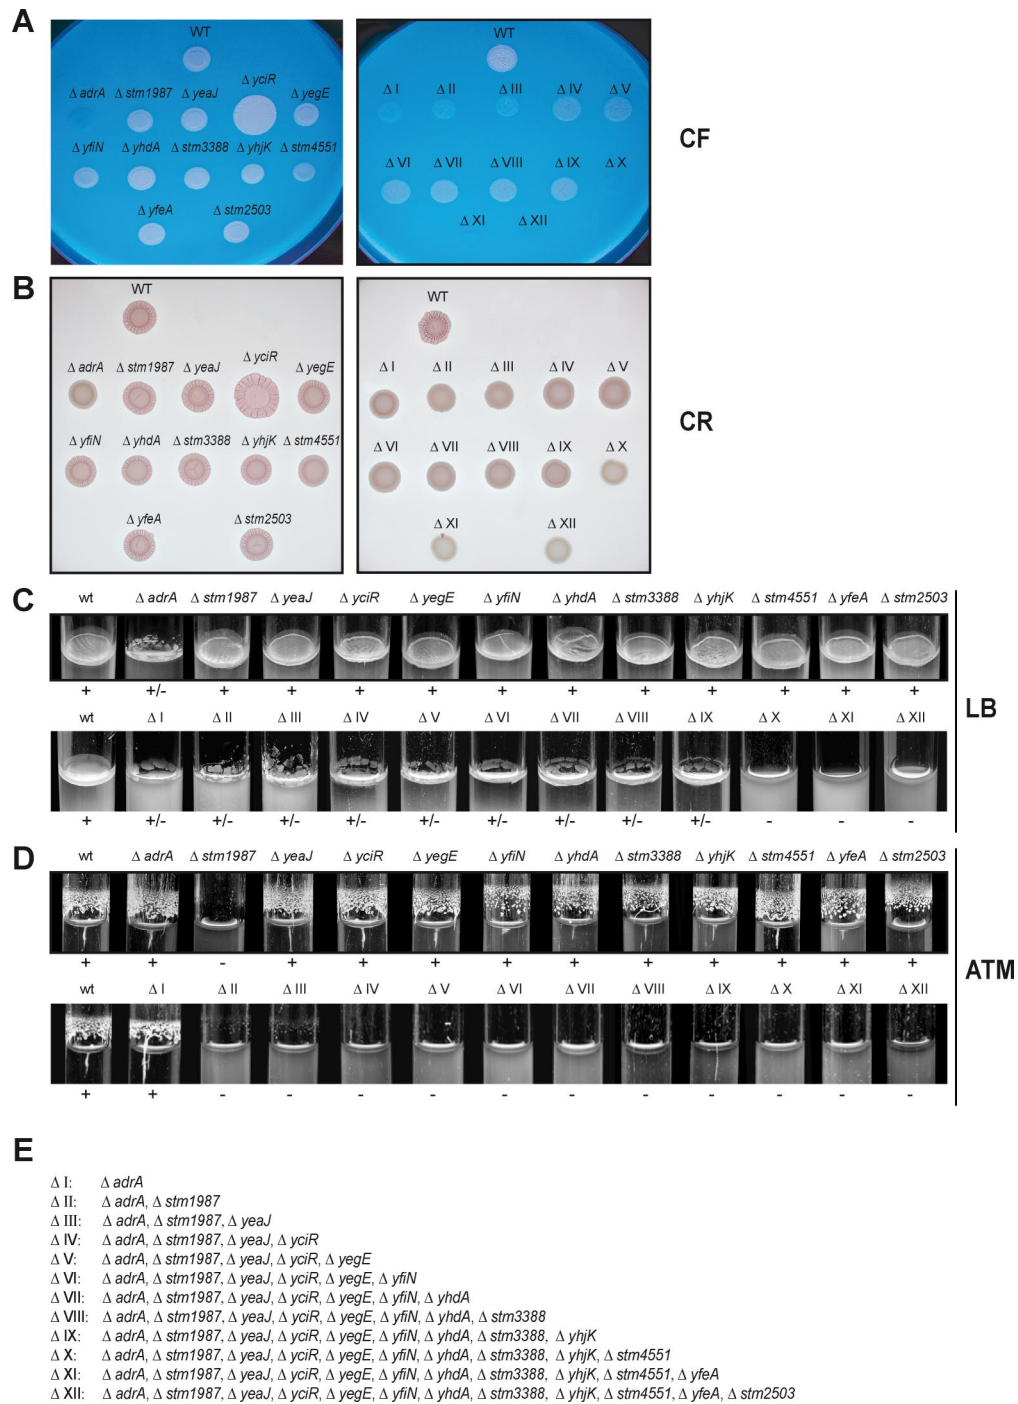 A
WT
Δ yciR
Δ adrA Δ stm1987 Δ yeaJ Δ yegE
Δ yfiN Δ yhdA Δ stm3388 Δ yhjK Δ stm4551
Δ yfeA Δ stm2503
WT
Δ I Δ II Δ III Δ IV Δ V
Δ VI Δ VII Δ VIII Δ IX Δ X
Δ XI Δ XII
CF
B
WT
Δ yciR
Δ adrA Δ stm1987 Δ yeaJ Δ yegE
Δ yfiN Δ yhdA Δ stm3388 Δ yhjK Δ stm4551
Δ yfeA Δ stm2503
WT
Δ I Δ II Δ III Δ IV Δ V
Δ VI Δ VII Δ VIII Δ IX Δ X
Δ XI Δ XII
CR
C
wt Δ adrA Δ stm1987 Δ yeaJ Δ yciR Δ yegE Δ yfiN Δ yhdA Δ stm3388 Δ yhjK Δ stm4551 Δ yfeA Δ stm2503
+ +/- + + + + + + + + + + +
wt Δ I Δ II Δ III Δ IV Δ V Δ VI Δ VII Δ VIII Δ IX Δ X Δ XI Δ XII
+ +/- +/- +/- +/- +/- +/- +/- +/- +/- - - -
LB
D
wt Δ adrA Δ stm1987 Δ yeaJ Δ yciR Δ yegE Δ yfiN Δ yhdA Δ stm3388 Δ yhjK Δ stm4551 Δ yfeA Δ stm2503
+ + - + + + + + + + + + +
wt Δ I Δ II Δ III Δ IV Δ V Δ VI Δ VII Δ VIII Δ IX Δ X Δ XI Δ XII
+ + - - - - - - - - - - -
ATM
E
Δ I: Δ adrA
Δ II: Δ adrA, Δ stm1987
Δ III: Δ adrA, Δ stm1987, Δ yeaJ
Δ IV: Δ adrA, Δ stm1987, Δ yeaJ, Δ yciR
Δ V: Δ adrA, Δ stm1987, Δ yeaJ, Δ yciR, Δ yegE
Δ VI: Δ adrA, Δ stm1987, Δ yeaJ, Δ yciR, Δ yegE, Δ yfiN
Δ VII: Δ adrA, Δ stm1987, Δ yeaJ, Δ yciR, Δ yegE, Δ yfiN, Δ yhdA
Δ VIII: Δ adrA, Δ stm1987, Δ yeaJ, Δ yciR, Δ yegE, Δ yfiN, Δ yhdA, Δ stm3388
Δ IX: Δ adrA, Δ stm1987, Δ yeaJ, Δ yciR, Δ yegE, Δ yfiN, Δ yhdA, Δ stm3388, Δ yhjK
Δ X: Δ adrA, Δ stm1987, Δ yeaJ, Δ yciR, Δ yegE, Δ yfiN, Δ yhdA, Δ stm3388, Δ yhjK, Δ stm4551
Δ XI: Δ adrA, Δ stm1987, Δ yeaJ, Δ yciR, Δ yegE, Δ yfiN, Δ yhdA, Δ stm3388, Δ yhjK, Δ stm4551, Δ yfeA
Δ XII: Δ adrA, Δ stm1987, Δ yeaJ, Δ yciR, Δ yegE, Δ yfiN, Δ yhdA, Δ stm3388, Δ yhjK, Δ stm4551, Δ yfeA, Δ stm2503